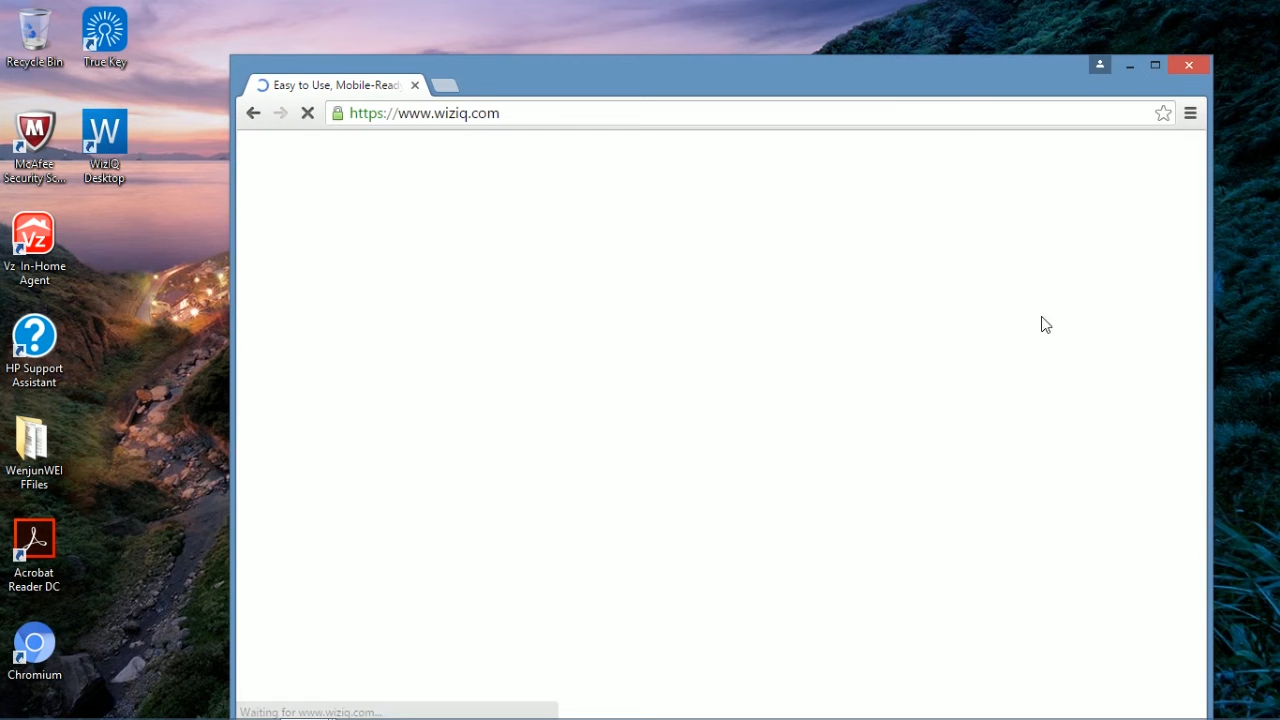 Recycle Bin
True Key
McAfee
Security Sc...
W
WizIQ
Desktop
Vz
Vz In-Home
Agent
?
HP Support
Assistant
WenjunWEI
FFiles
Acrobat
Reader DC
Chromium
Easy to Use, Mobile-Read
https://www.wiziq.com
Waiting for www.wiziq.com...